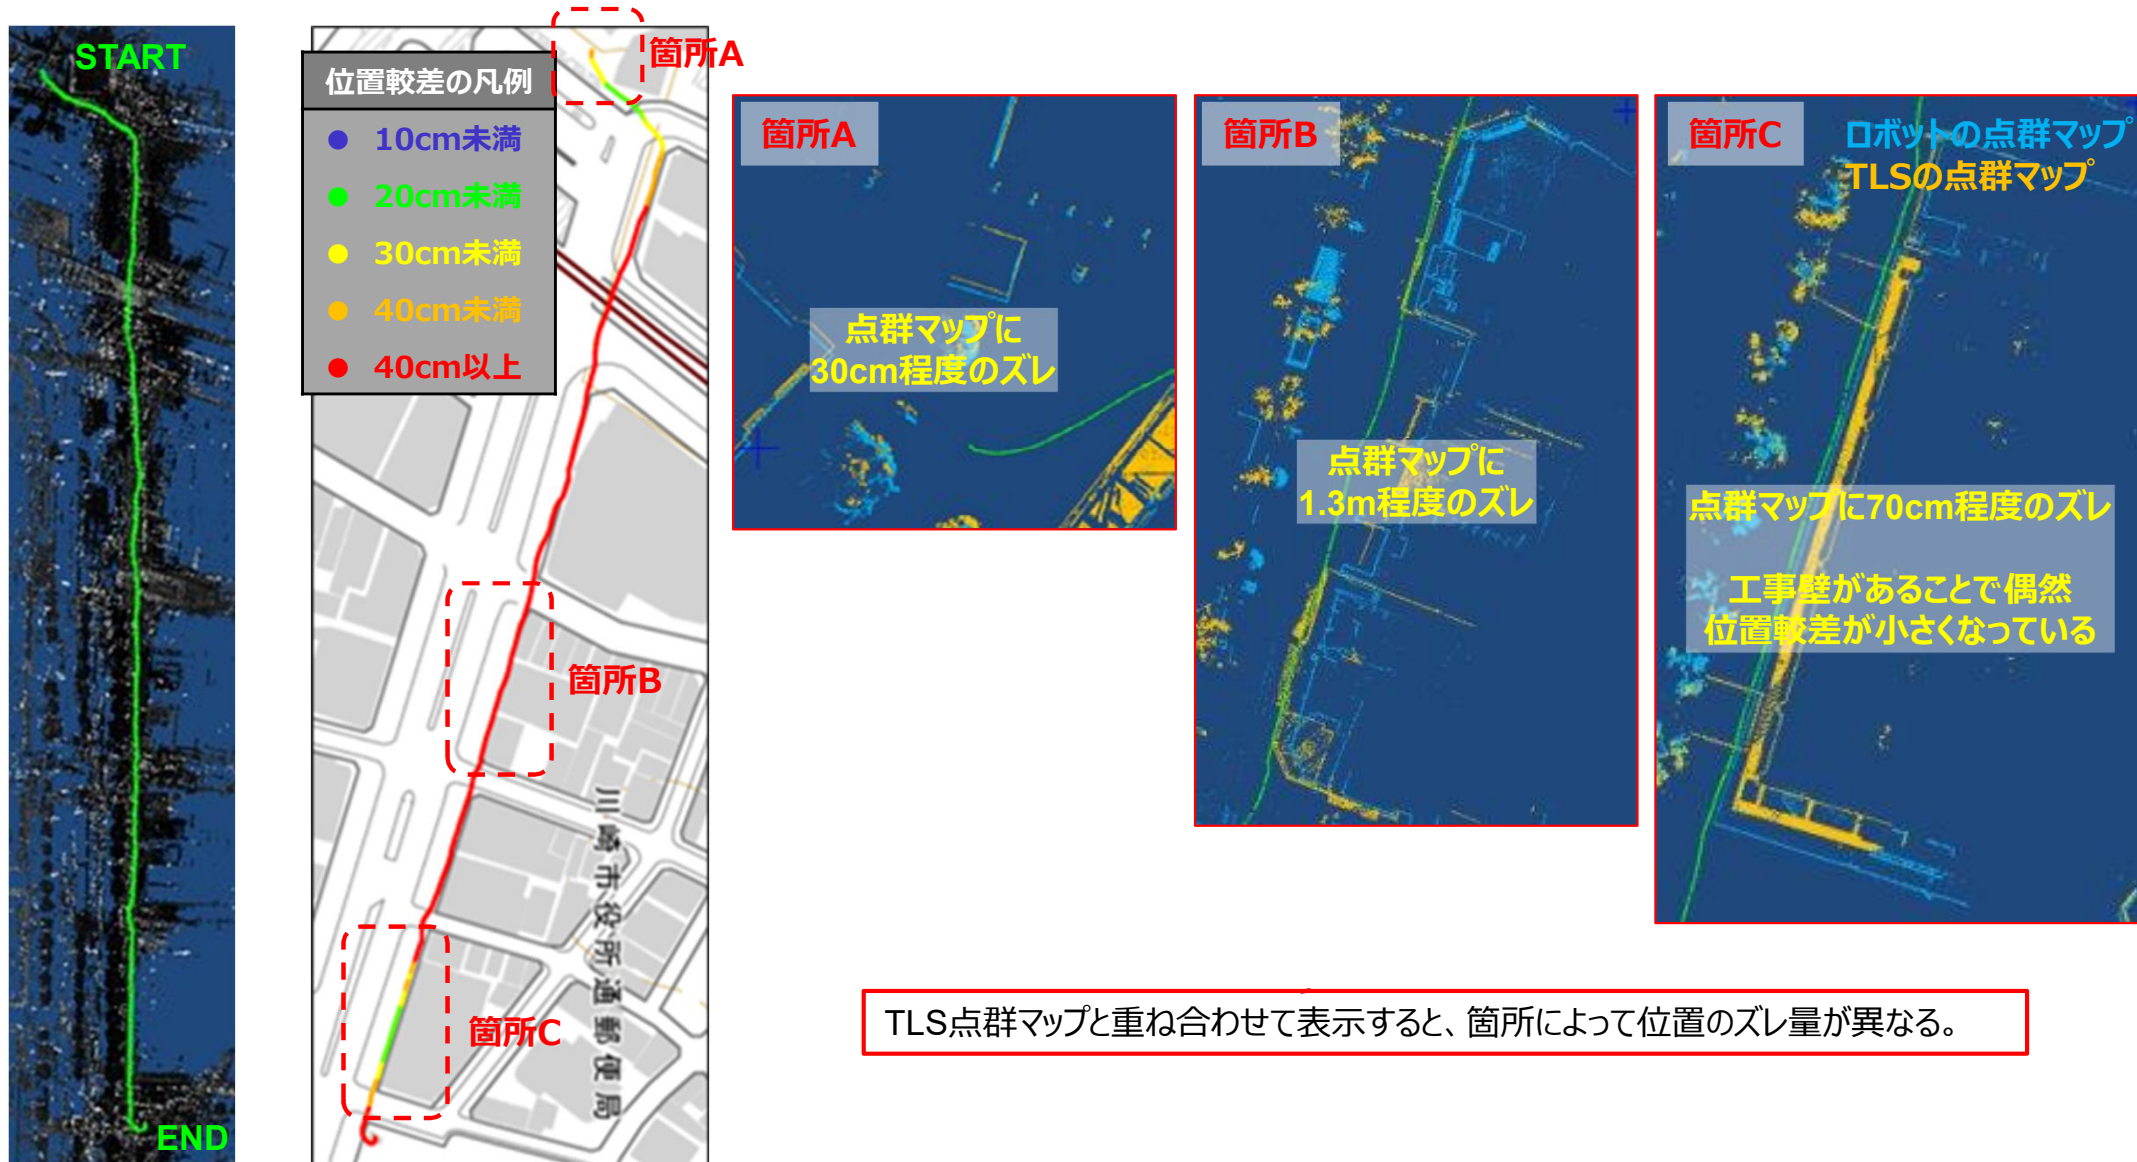 START
END
位置較差の凡例
10cm未満
20cm未満
30cm未満
40cm未満
40cm以上
箇所A
箇所B
箇所C
川崎市役所通郵便局
箇所A
点群マップに
30cm程度のズレ
箇所B
点群マップに
1.3m程度のズレ
箇所C
ロボットの点群マップ
TLSの点群マップ
点群マップに70cm程度のズレ
工事壁があることで偶然
位置較差が小さくなっている
TLS点群マップと重ね合わせて表示すると、箇所によって位置のズレ量が異なる。